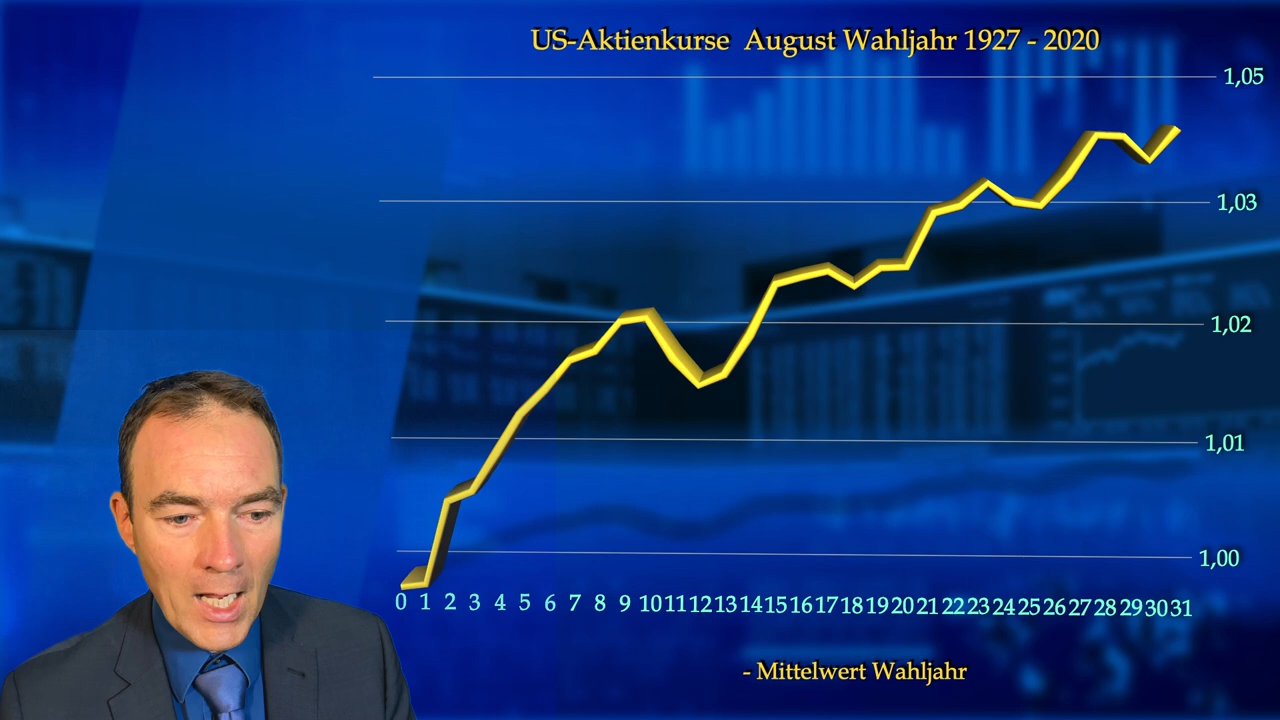 US-Aktienkurse August Wahljahr 1927 - 2020
1,05
1,03
1,02
1,01
1,00
0 1 2 3 4 5 6 7 8 9 10 11 12 13 14 15 16 17 18 19 20 21 22 23 24 25 26 27 28 29 30 31
- Mittelwert Wahljahr